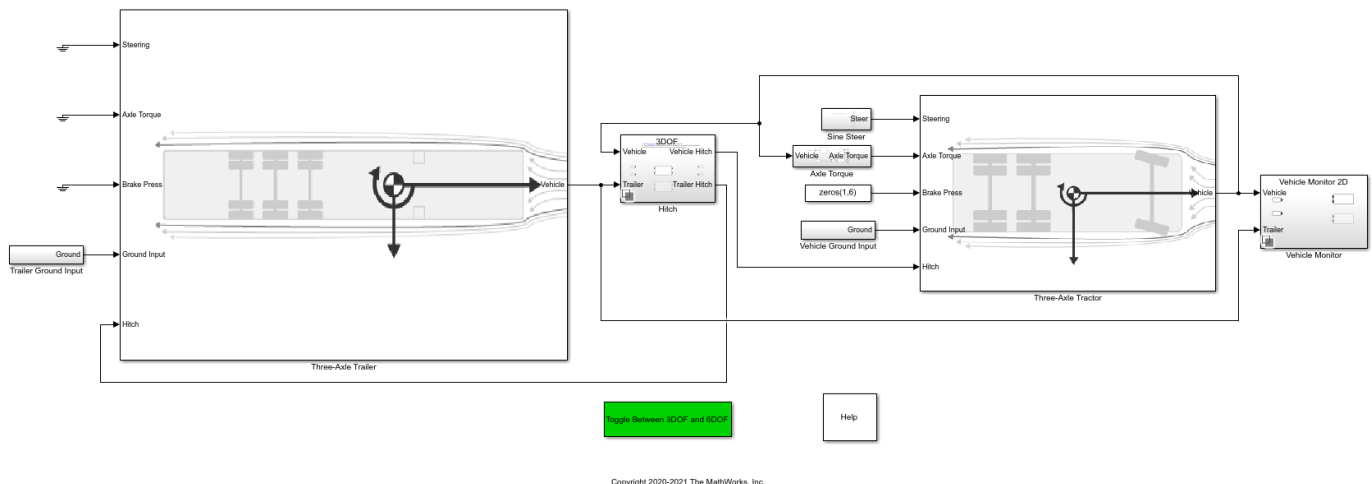 Steering
Axle Torque
Brake Press
Ground
Trailer Ground Input
Ground Input
Hitch
Vehicle
Three-Axle Trailer
3DOF
Vehicle
Vehicle Hitch
Trailer
Trailer Hitch
Hitch
Steer
Sine Steer
Vehicle
Axle Torque
Axle Torque
zeros(1,6)
Ground
Vehicle Ground Input
Steering
Axle Torque
Brake Press
Ground Input
Hitch
Vehicle
Three-Axle Tractor
Vehicle Monitor 2D
Vehicle
Trailer
Vehicle Monitor
Toggle Between 3DOF and 6DOF
Help
Copyright 2020-2021 The MathWorks, Inc.